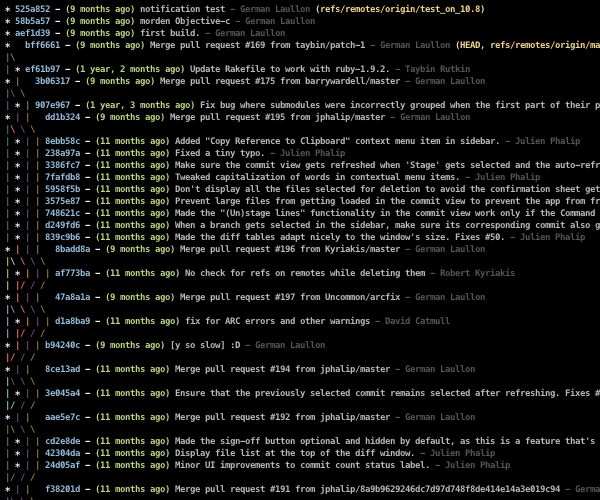 * 525a852 – (9 months ago) notification test – German Laullon (refs/remotes/origin/test_on_10.8)
* 58b5a57 – (9 months ago) morden Objective-c – German Laullon
* aef1d39 – (9 months ago) first build. – German Laullon
* bff6661 – (9 months ago) Merge pull request #169 from taybin/patch-1 – German Laullon (HEAD, refs/remotes/origin/ma
|\
| * ef61b97 – (1 year, 2 months ago) Update Rakefile to work with ruby-1.9.2. – Taybin Rutkin
* | 3b06317 – (9 months ago) Merge pull request #175 from barrywardell/master – German Laullon
|\ \
| * | 907e967 – (1 year, 3 months ago) Fix bug where submodules were incorrectly grouped when the first part of their p
* | | dd1b324 – (9 months ago) Merge pull request #195 from jphalip/master – German Laullon
|\ \ \
| * | | 8ebb58c – (11 months ago) Added "Copy Reference to Clipboard" context menu item in sidebar. – Julien Phalip
| * | | 238a97a – (11 months ago) Fixed a tiny typo. – Julien Phalip
| * | | 3386fc7 – (11 months ago) Make sure the commit view gets refreshed when 'Stage' gets selected and the auto-refr
| * | | 7fafdb8 – (11 months ago) Tweaked capitalization of words in contextual menu items. – Julien Phalip
| * | | 5958f5b – (11 months ago) Don't display all the files selected for deletion to avoid the confirmation sheet get
| * | | 3575e87 – (11 months ago) Prevent large files from getting loaded in the commit view to prevent the app from fr
| * | | 748621c – (11 months ago) Made the "(Un)stage lines" functionality in the commit view work only if the Command
| * | | d249fd6 – (11 months ago) When a branch gets selected in the sidebar, make sure its corresponding commit also g
| * | | 839c9b6 – (11 months ago) Made the diff tables adapt nicely to the window's size. Fixes #50. – Julien Phalip
* | | | 8badd8a – (9 months ago) Merge pull request #196 from Kyriakis/master – German Laullon
|\ \ \ \
| * | | | af773ba – (11 months ago) No check for refs on remotes while deleting them – Robert Kyriakis
| |/ / /
* | | | 47a8a1a – (9 months ago) Merge pull request #197 from Uncommon/arcfix – German Laullon
|\ \ \ \
| * | | | d1a8ba9 – (11 months ago) fix for ARC errors and other warnings – David Catmull
| |/ / /
* | | | b94240c – (9 months ago) [y so slow] :D – German Laullon
|/ / /
* | | 8ce13ad – (11 months ago) Merge pull request #194 from jphalip/master – German Laullon
|\ \ \
| * | | 3e045a4 – (11 months ago) Ensure that the previously selected commit remains selected after refreshing. Fixes #
|/ / /
* | | aae5e7c – (11 months ago) Merge pull request #192 from jphalip/master – German Laullon
|\ \ \
| * | | cd2e8de – (11 months ago) Made the sign-off button optional and hidden by default, as this is a feature that's
| * | | 42304da – (11 months ago) Display file list at the top of the diff window. – Julien Phalip
| * | | 24d05af – (11 months ago) Minor UI improvements to commit count status label. – Julien Phalip
|/ / /
* | | f38201d – (11 months ago) Merge pull request #191 from jphalip/8a9b9629246dc7d97d748f8de414e14a3e019c94 – Germa